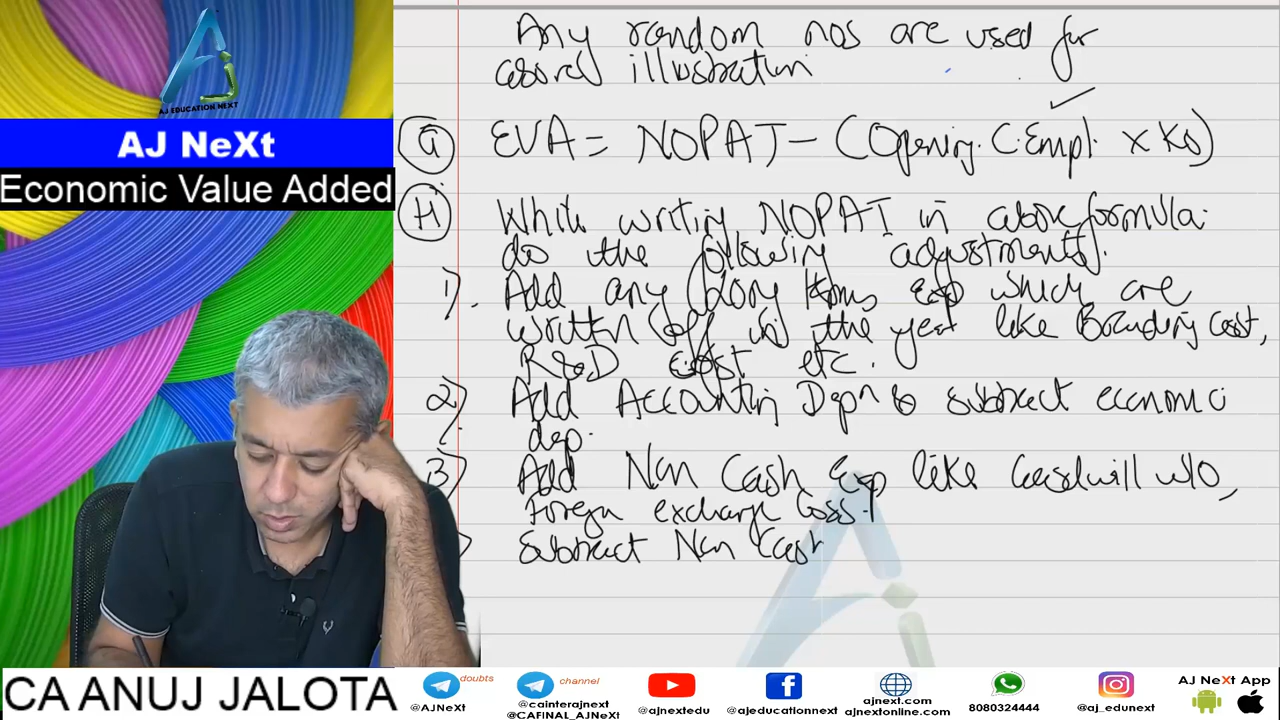 AJ EDUCATION NEXT
AJ NeXt
Economic Value Added
Any random nos are used for
above illustration
G EVA = NOPAT - (Opening C. Empl. x Ko)
H While writing NOPAT in above formula
do the following adjustments.
1). Add any Long term Exp which are
written off in the year like Branding Cost,
R&D Cost etc.
2) Add Accounting Depn & subtract economic
dep.
3) Add Non Cash Exp like Goodwill w/o,
Foreign exchange loss.
) Subtract Non Cash
CA ANUJ JALOTA
doubts
@AJNeXt
channel
@cainterajnext
@CAFINAL_AJNeXt
@ajnextedu
@ajeducationnext
ajnext.com
ajnextonline.com
8080324444
@aj_edunext
AJ NeXt App